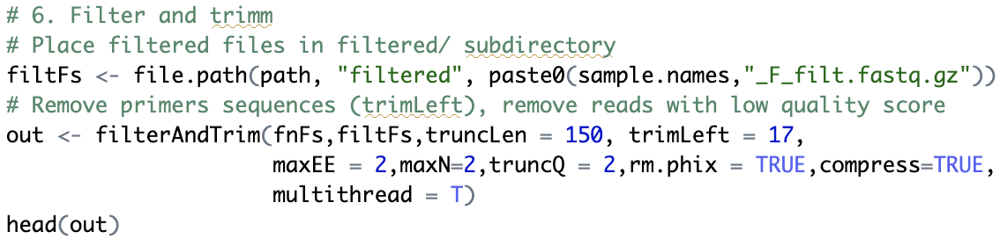 # 6. Filter and trimm
# Place filtered files in filtered/ subdirectory
filtFs <- file.path(path, "filtered", paste0(sample.names,"_F_filt.fastq.gz"))
# Remove primers sequences (trimLeft), remove reads with low quality score
out <- filterAndTrim(fnFs,filtFs,truncLen = 150, trimLeft = 17,
                     maxEE = 2,maxN=2,truncQ = 2,rm.phix = TRUE,compress=TRUE,
                     multithread = T)
head(out)